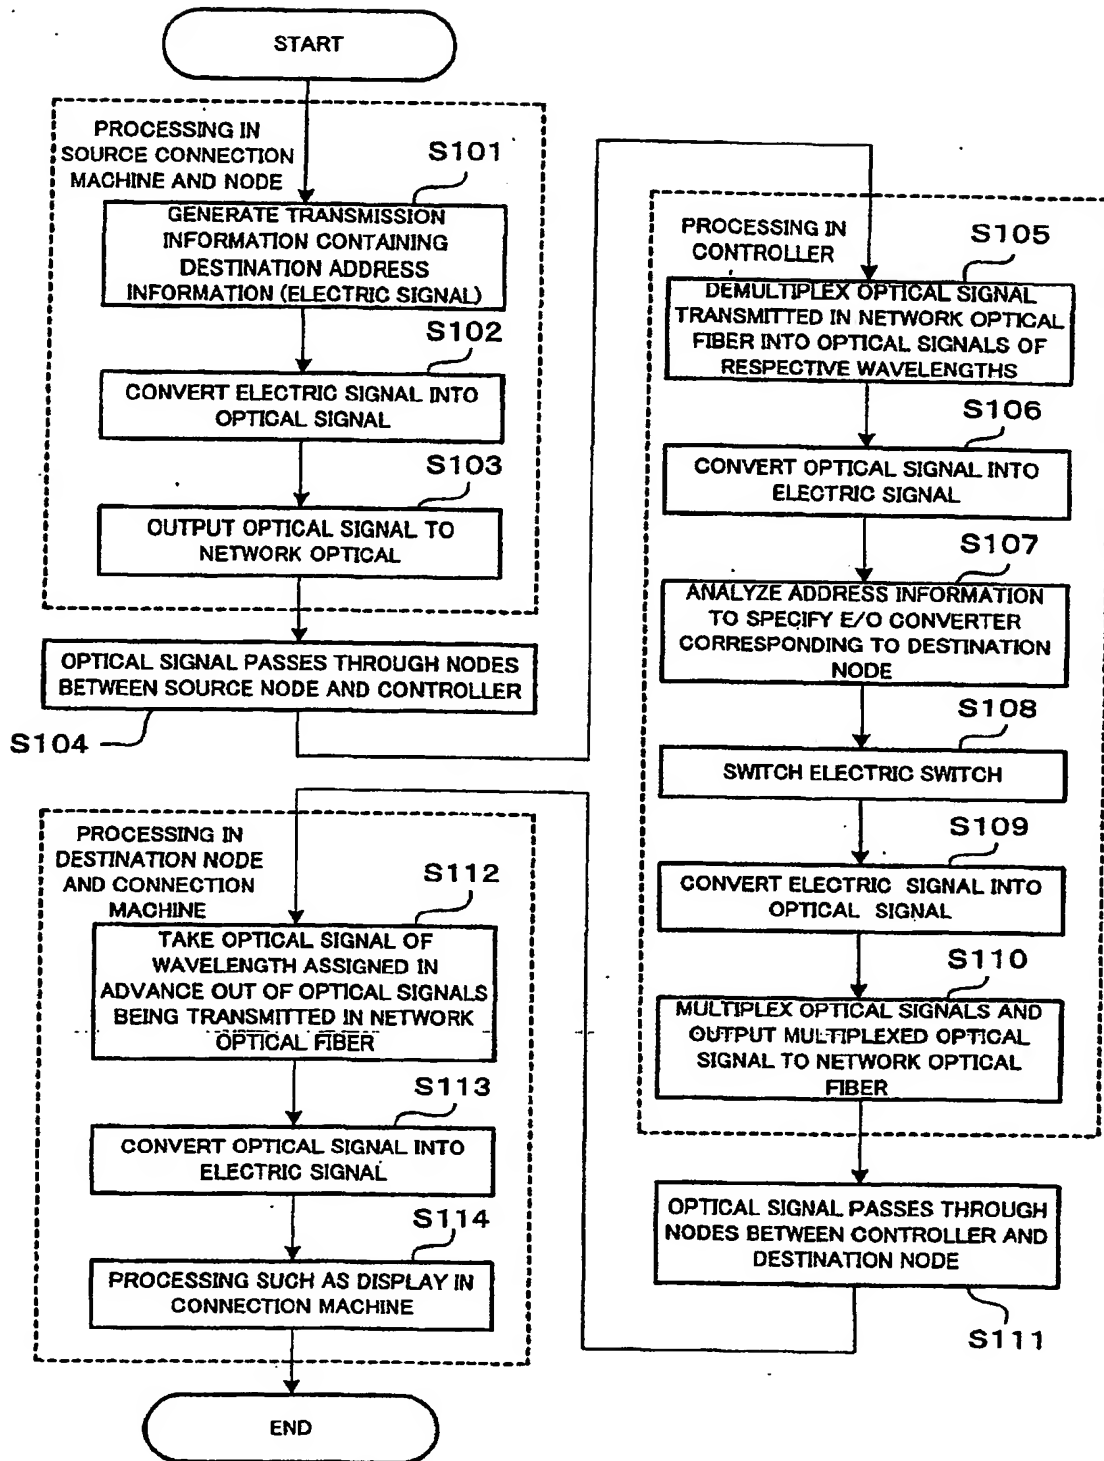 START
PROCESSING IN
SOURCE CONNECTION
MACHINE AND NODE
S101
GENERATE TRANSMISSION
INFORMATION CONTAINING
DESTINATION ADDRESS
INFORMATION (ELECTRIC SIGNAL)
S102
CONVERT ELECTRIC SIGNAL INTO
OPTICAL SIGNAL
S103
OUTPUT OPTICAL SIGNAL TO
NETWORK OPTICAL
OPTICAL SIGNAL PASSES THROUGH NODES
BETWEEN SOURCE NODE AND CONTROLLER
S104
PROCESSING IN
CONTROLLER
S105
DEMULTIPLEX OPTICAL SIGNAL
TRANSMITTED IN NETWORK OPTICAL
FIBER INTO OPTICAL SIGNALS OF
RESPECTIVE WAVELENGTHS
S106
CONVERT OPTICAL SIGNAL INTO
ELECTRIC SIGNAL
S107
ANALYZE ADDRESS INFORMATION
TO SPECIFY E/O CONVERTER
CORRESPONDING TO DESTINATION
NODE
S108
SWITCH ELECTRIC SWITCH
S109
CONVERT ELECTRIC SIGNAL INTO
OPTICAL SIGNAL
S110
MULTIPLEX OPTICAL SIGNALS AND
OUTPUT MULTIPLEXED OPTICAL
SIGNAL TO NETWORK OPTICAL
FIBER
OPTICAL SIGNAL PASSES THROUGH
NODES BETWEEN CONTROLLER AND
DESTINATION NODE
S111
PROCESSING IN
DESTINATION NODE
AND CONNECTION
MACHINE
S112
TAKE OPTICAL SIGNAL OF
WAVELENGTH ASSIGNED IN
ADVANCE OUT OF OPTICAL SIGNALS
BEING TRANSMITTED IN NETWORK
OPTICAL FIBER
S113
CONVERT OPTICAL SIGNAL INTO
ELECTRIC SIGNAL
S114
PROCESSING SUCH AS DISPLAY IN
CONNECTION MACHINE
END